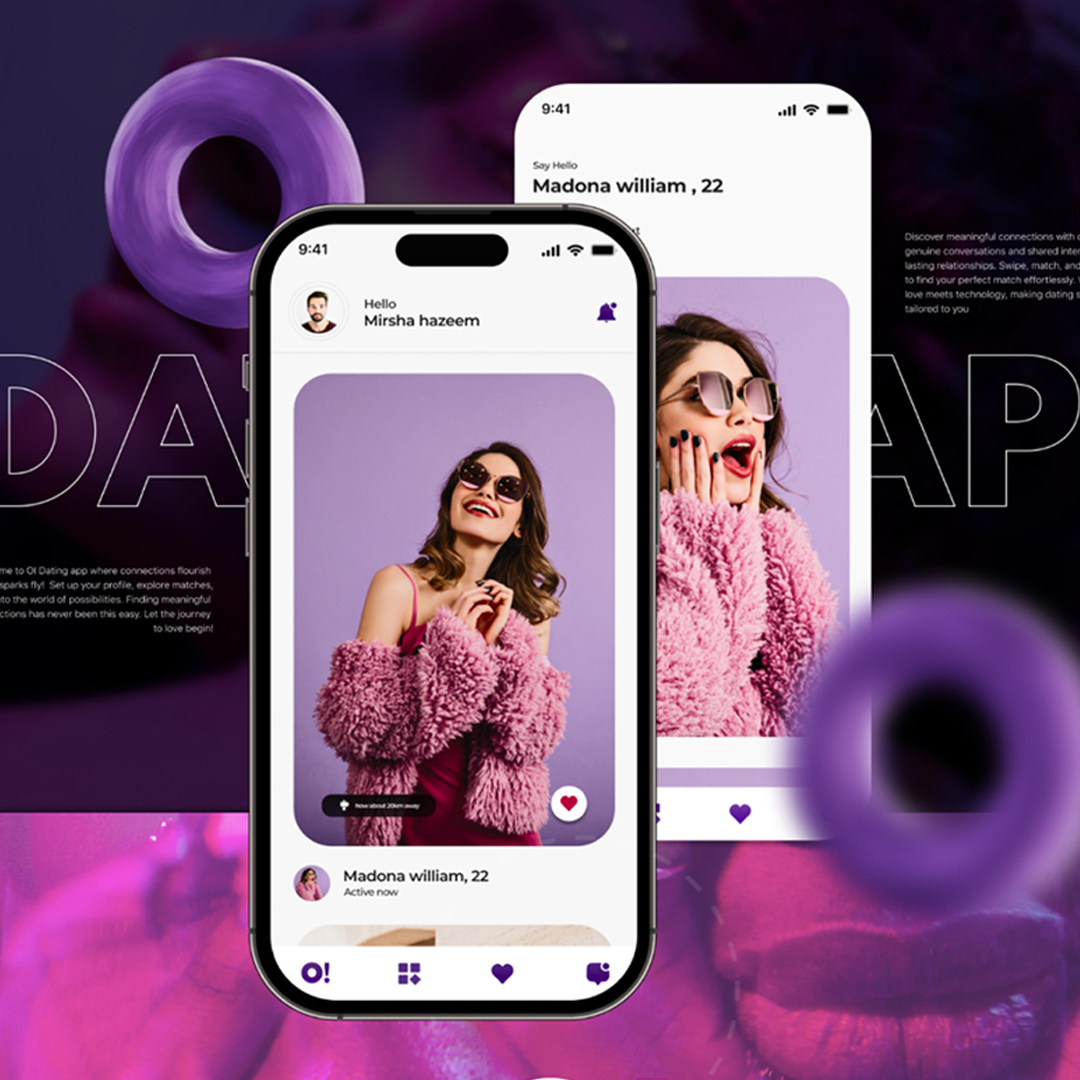 9:41
Say Hello
Madona william , 22
9:41
Hello
Mirsha hazeem
Discover meaningful connections with
genuine conversations and shared
lasting relationships. Swipe, match, and
to find your perfect match effortlessly.
love meets technology, making dating
tailored to you
DA
AP
to OI Dating app where connections flourish
sparks fly! Set up your profile, explore matches,
the world of possibilities. Finding meaningful
has never been this easy. Let the journey
to love begin!
Now about 20km away
Madona william, 22
Active now
O!